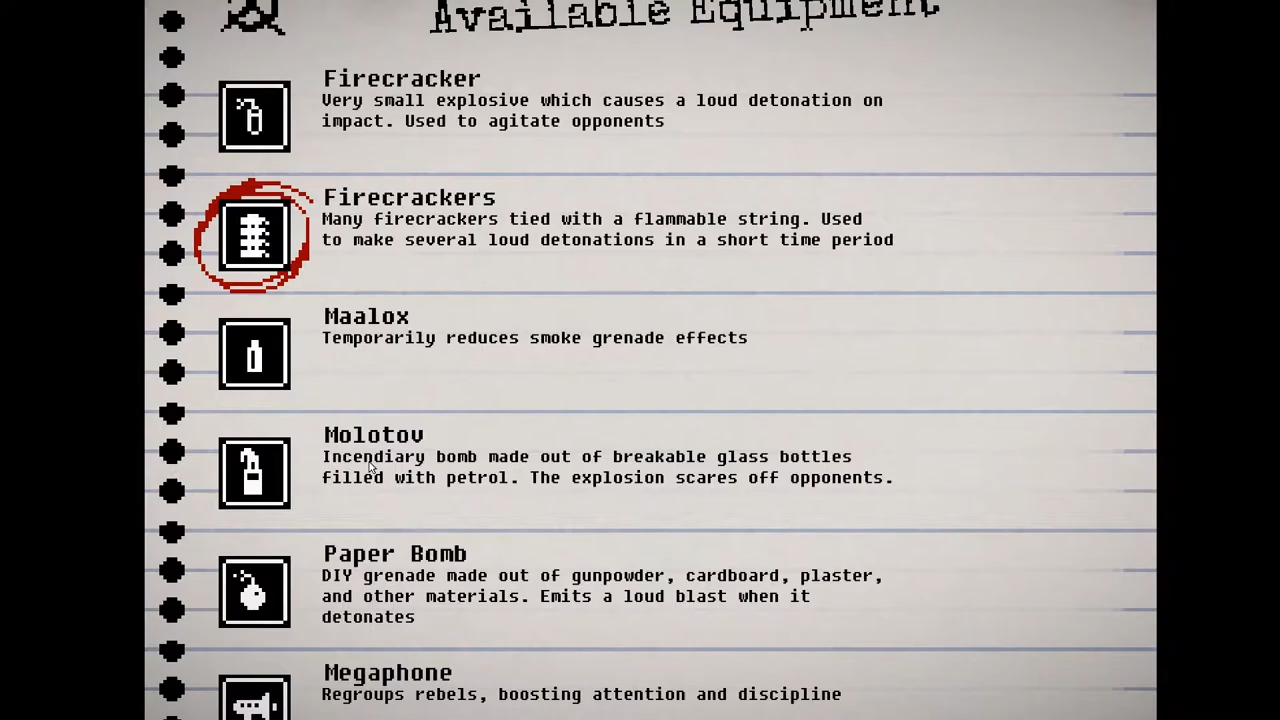 Available Equipment
Firecracker
Very small explosive which causes a loud detonation on
impact. Used to agitate opponents
Firecrackers
Many firecrackers tied with a flammable string. Used
to make several loud detonations in a short time period
Maalox
Temporarily reduces smoke grenade effects
Molotov
Incendiary bomb made out of breakable glass bottles
filled with petrol. The explosion scares off opponents.
Paper Bomb
DIY grenade made out of gunpowder, cardboard, plaster,
and other materials. Emits a loud blast when it
detonates
Megaphone
Regroups rebels, boosting attention and discipline